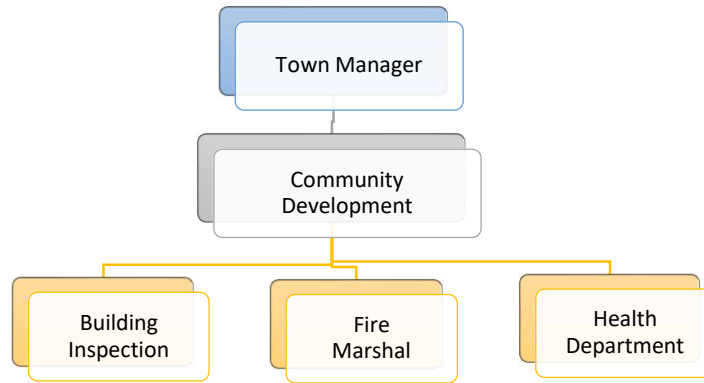 Town Manager
Community
Development
Building
Inspection
Fire
Marshal
Health
Department